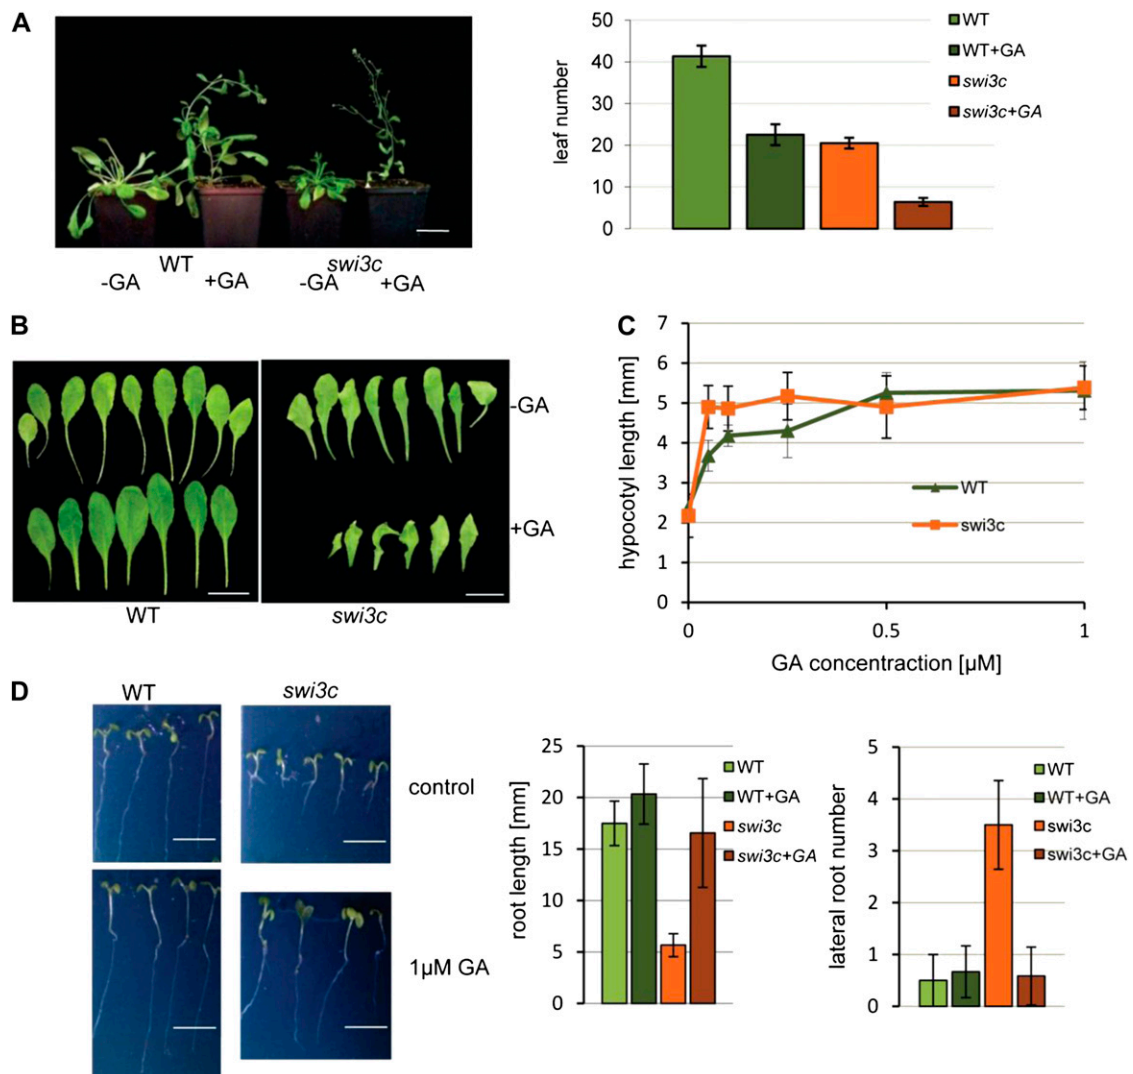 A
WT
-GA
+GA
swi3c
-GA
+GA
leaf number
50
40
30
20
10
0
WT
WT+GA
swi3c
swi3c+GA
B
-GA
+GA
WT
swi3c
C
hypocotyl length [mm]
7
6
5
4
3
2
1
0
0
0.5
1
GA concentraction [µM]
WT
swi3c
D
WT
swi3c
control
1µM GA
root length [mm]
25
20
15
10
5
0
WT
WT+GA
swi3c
swi3c+GA
lateral root number
5
4
3
2
1
0
WT
WT+GA
swi3c
swi3c+GA